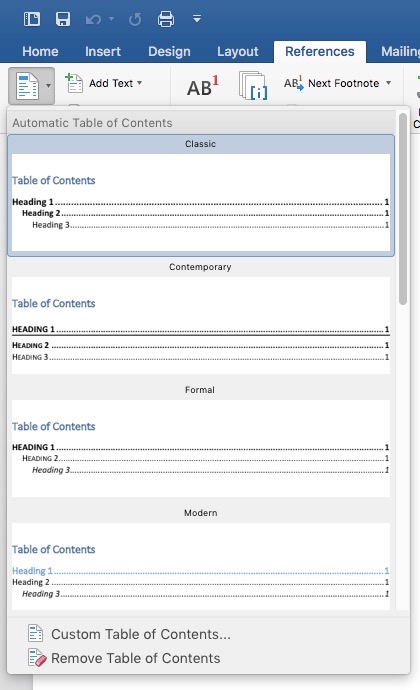 Home Insert Design Layout References Mailin
Add Text AB¹ [i] AB¹ Next Footnote
Automatic Table of Contents
Classic
Table of Contents
Heading 1 1
Heading 2 1
Heading 3 1
Contemporary
Table of Contents
HEADING 1 1
HEADING 2 1
HEADING 3 1
Formal
Table of Contents
HEADING 1 1
HEADING 2 1
Heading 3 1
Modern
Table of Contents
Heading 1 1
Heading 2 1
Heading 3 1
Custom Table of Contents...
Remove Table of Contents